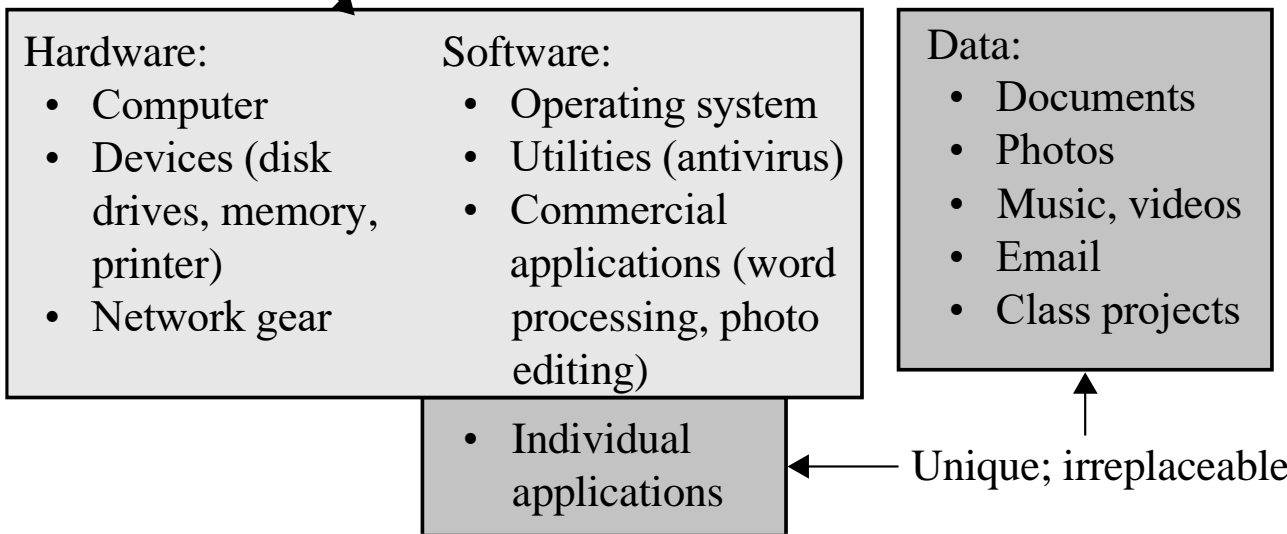 Hardware:
• Computer
• Devices (disk
drives, memory,
printer)
• Network gear
Software:
• Operating system
• Utilities (antivirus)
• Commercial
applications (word
processing, photo
editing)
• Individual
applications
Data:
• Documents
• Photos
• Music, videos
• Email
• Class projects
Unique; irreplaceable